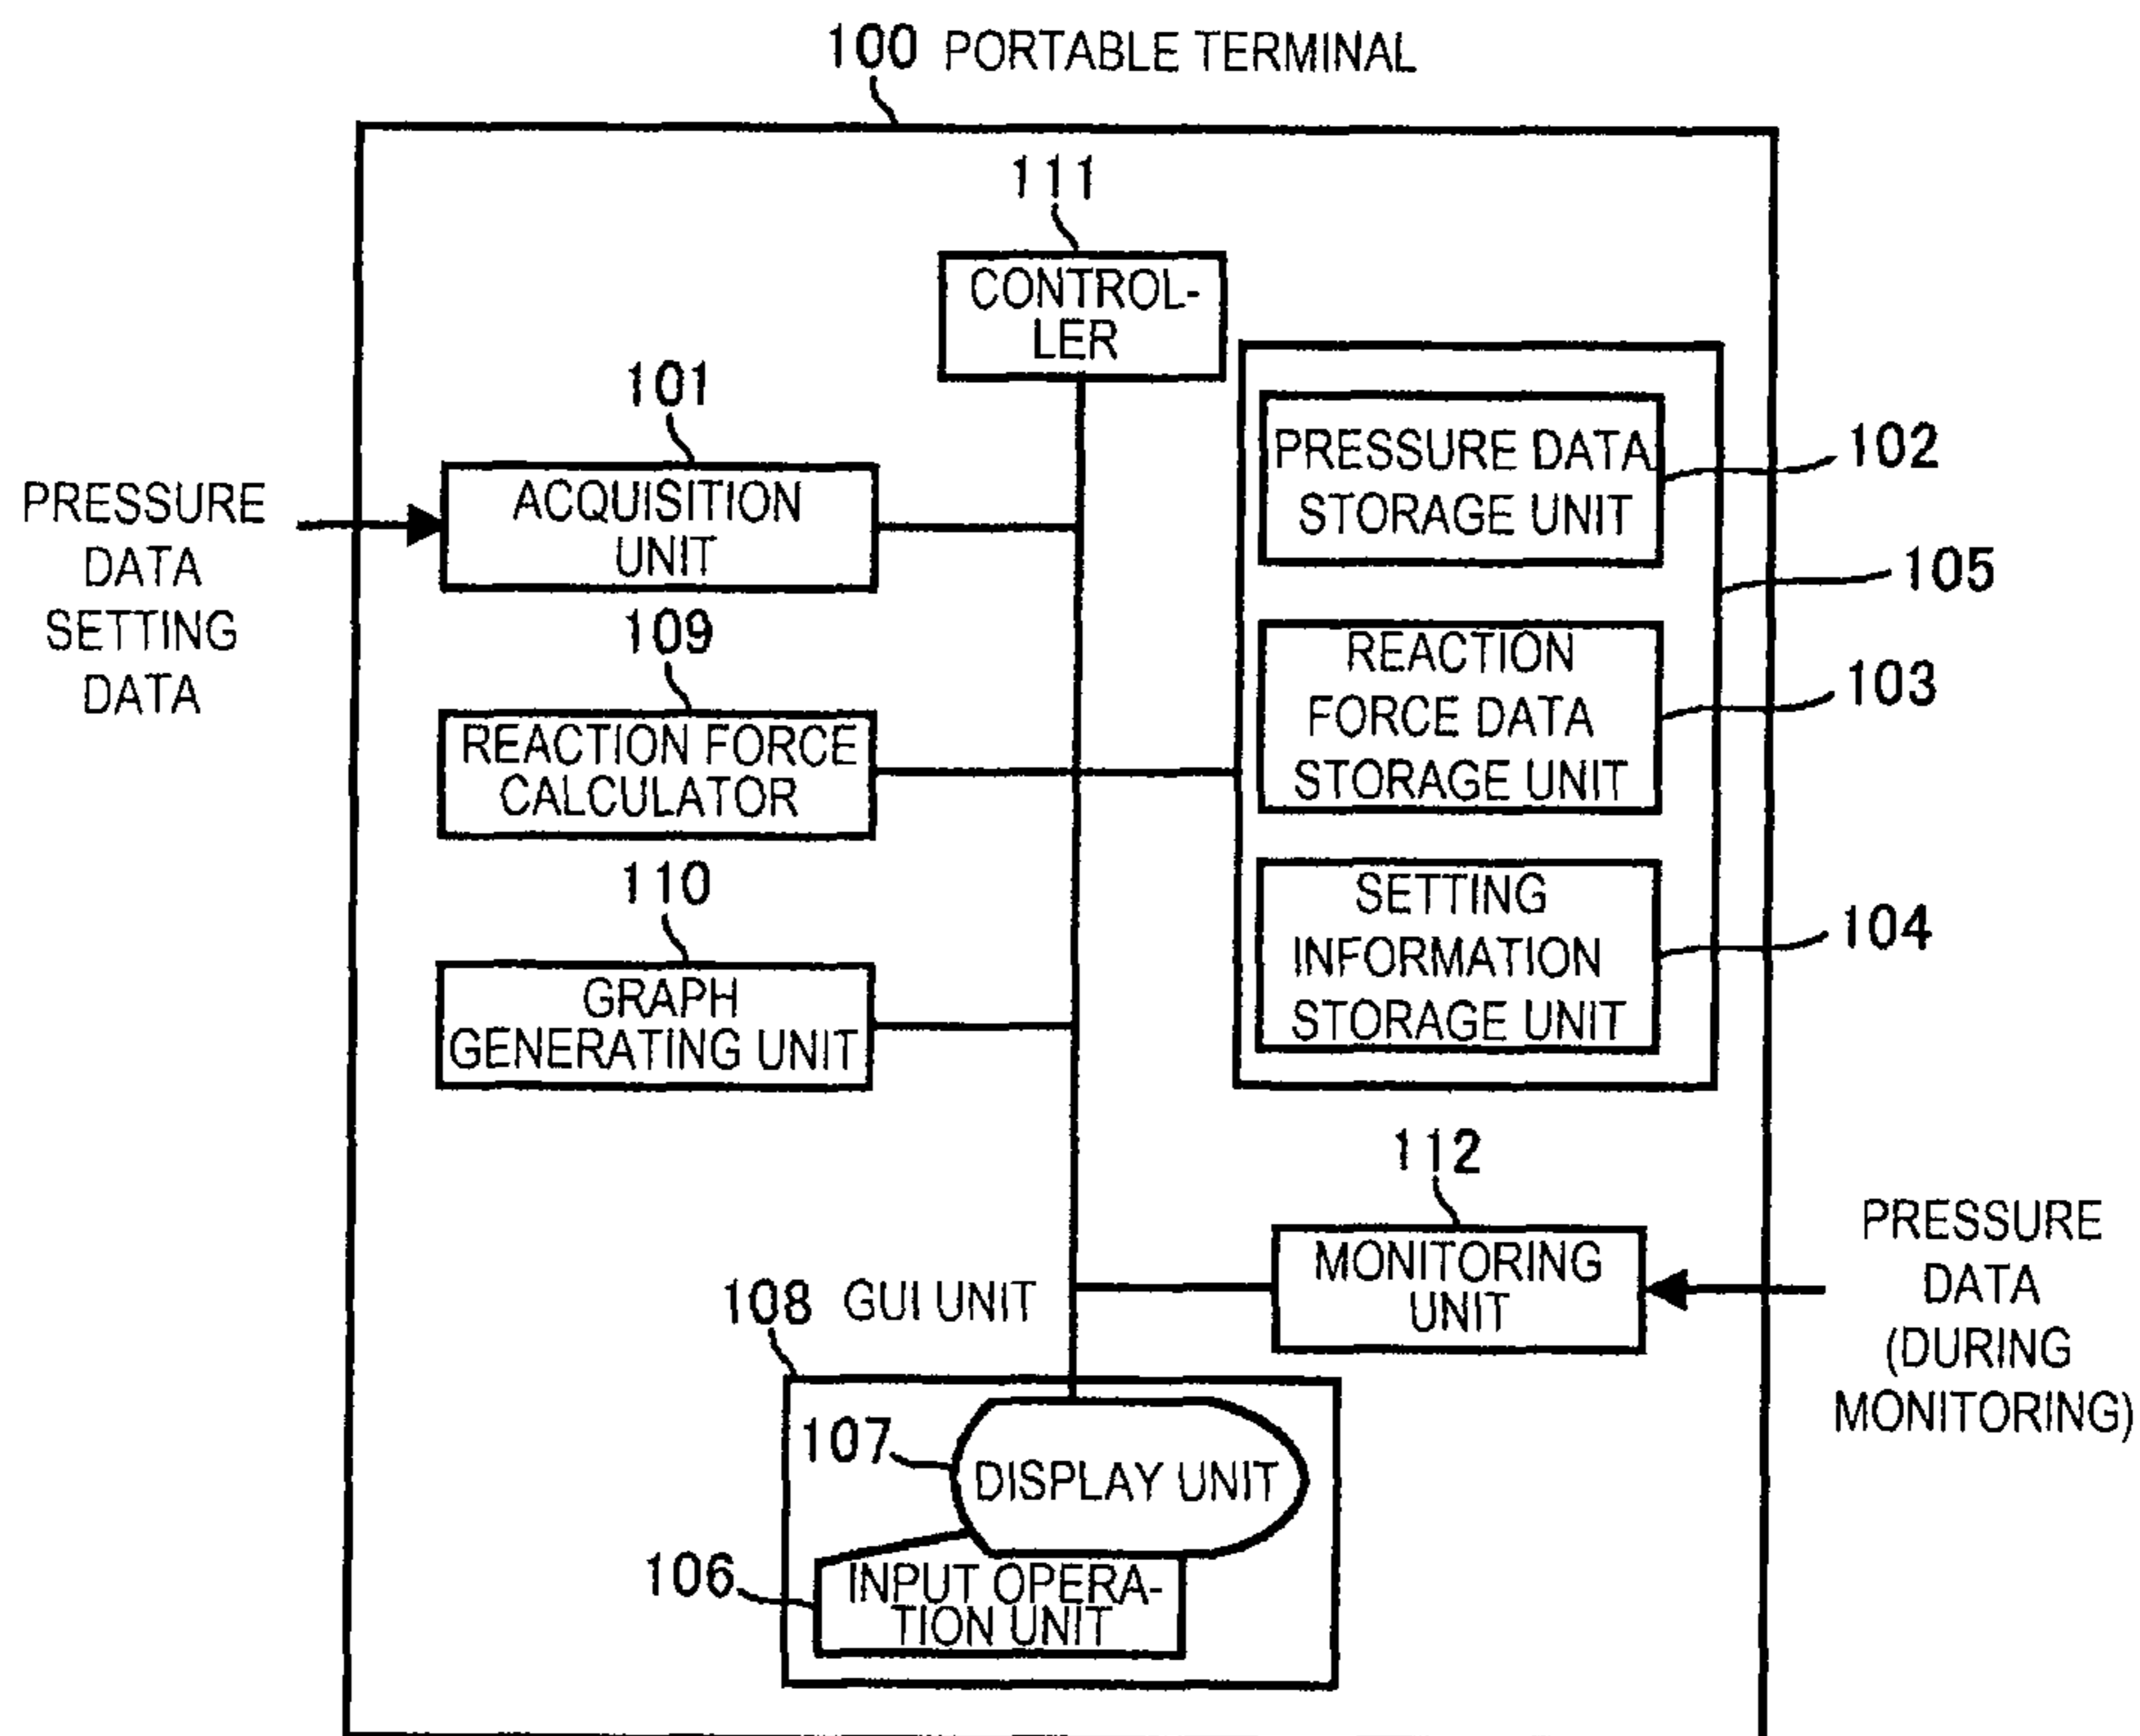 100 PORTABLE TERMINAL
111
CONTROL-
LER
101
ACQUISITION
UNIT
PRESSURE
DATA
SETTING
DATA
109
REACTION FORCE
CALCULATOR
110
GRAPH
GENERATING UNIT
PRESSURE DATA
STORAGE UNIT
102
105
REACTION
FORCE DATA
STORAGE UNIT
103
SETTING
INFORMATION
STORAGE UNIT
104
112
MONITORING
UNIT
PRESSURE
DATA
(DURING
MONITORING)
108 GUI UNIT
107
DISPLAY UNIT
106
INPUT OPERA-
TION UNIT